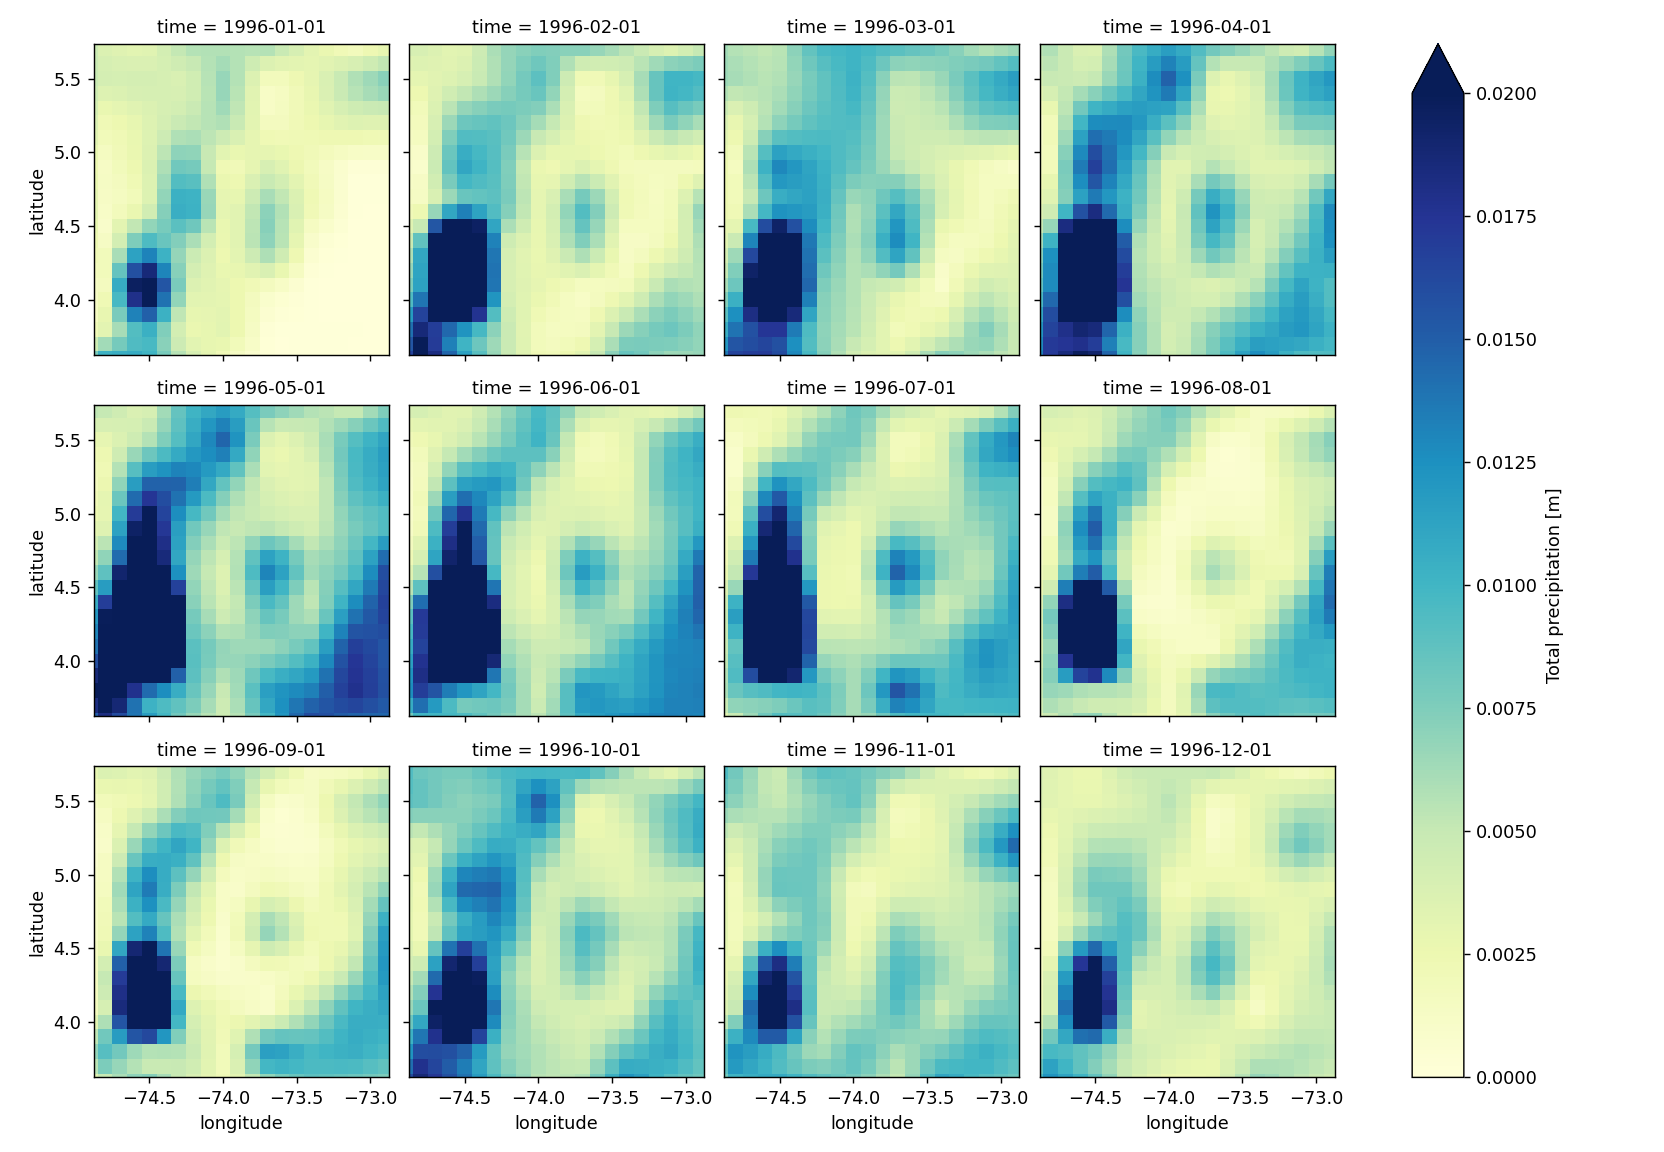 time = 1996-01-01 time = 1996-02-01 time = 1996-03-01 time = 1996-04-01
5.5
5.0
4.5
4.0
latitude
time = 1996-05-01 time = 1996-06-01 time = 1996-07-01 time = 1996-08-01
5.5
5.0
4.5
4.0
latitude
time = 1996-09-01 time = 1996-10-01 time = 1996-11-01 time = 1996-12-01
5.5
5.0
4.5
4.0
latitude
−74.5 −74.0 −73.5 −73.0 −74.5 −74.0 −73.5 −73.0 −74.5 −74.0 −73.5 −73.0 −74.5 −74.0 −73.5 −73.0
longitude longitude longitude longitude
0.0200
0.0175
0.0150
0.0125
0.0100
0.0075
0.0050
0.0025
0.0000
Total precipitation [m]